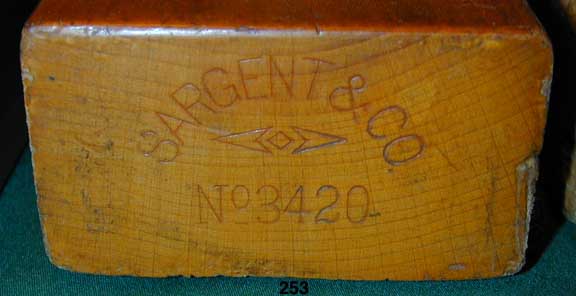 SARGENT & CO.
No 3420
253